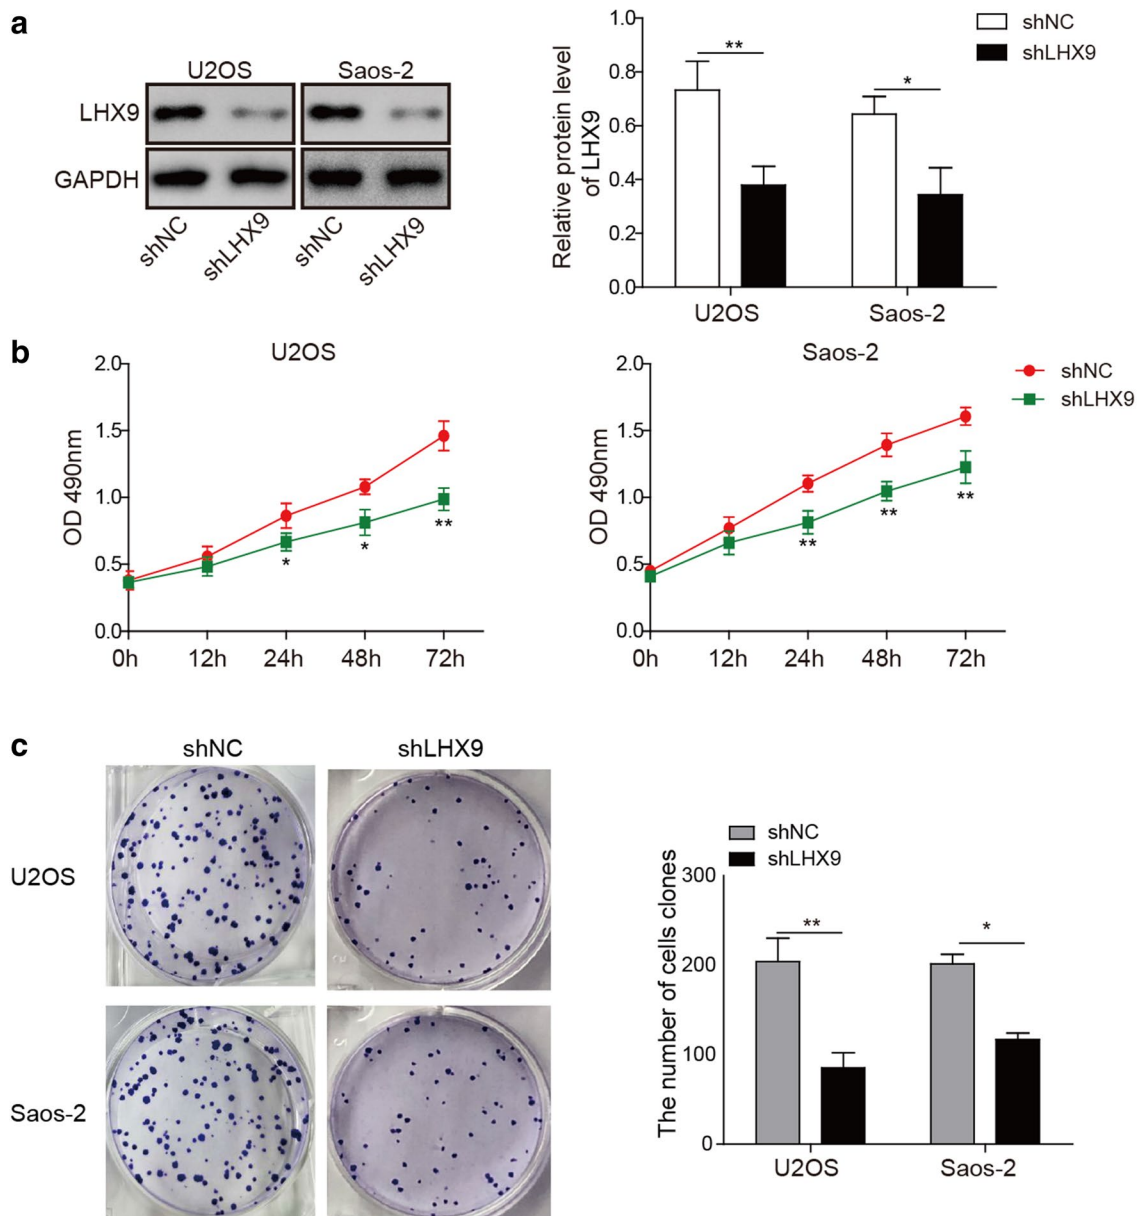 a
U2OS Saos-2
LHX9
GAPDH
shNC shLHX9 shNC shLHX9
Relative protein level
of LHX9
1.0
0.8
0.6
0.4
0.2
0.0
** *
U2OS Saos-2
shNC
shLHX9
b
U2OS
OD 490nm
2.0
1.5
1.0
0.5
0.0
* * **
0h 12h 24h 48h 72h
Saos-2
OD 490nm
2.0
1.5
1.0
0.5
0.0
** ** **
0h 12h 24h 48h 72h
shNC
shLHX9
c
shNC shLHX9
U2OS
Saos-2
shNC
shLHX9
The number of cells clones
300
200
100
0
** *
U2OS Saos-2